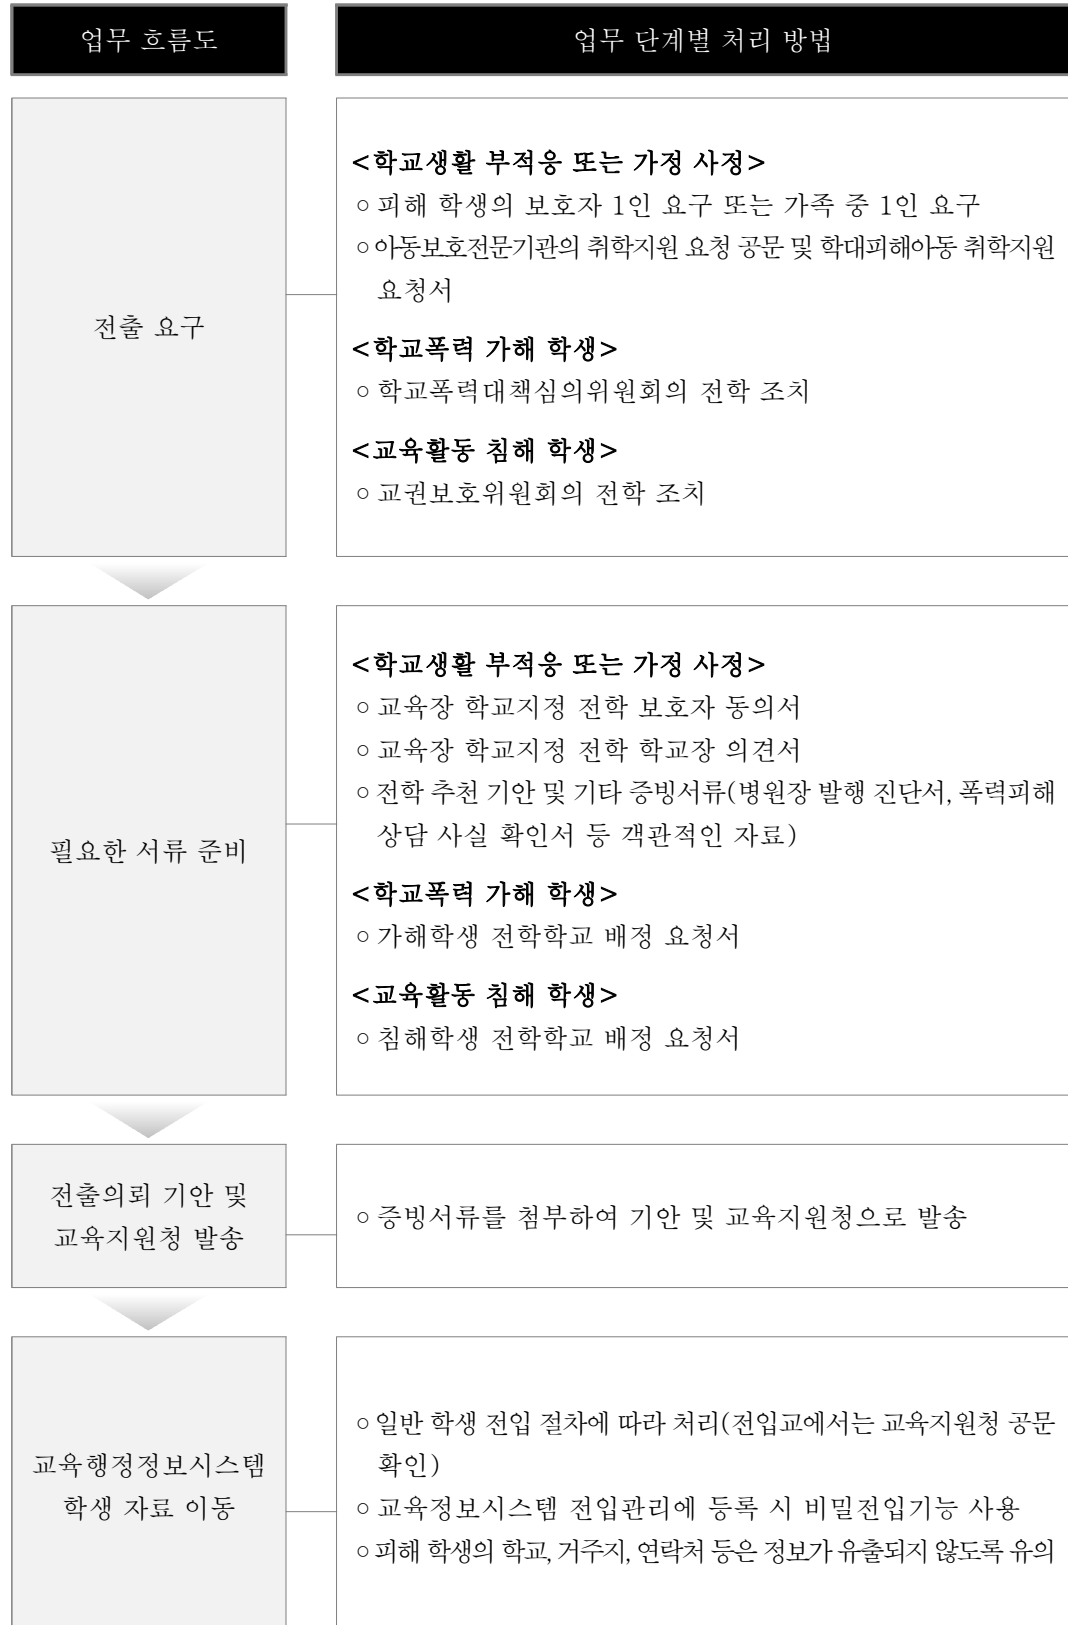 업무 흐름도
업무 단계별 처리 방법
전출 요구
<학교생활 부적응 또는 가정 사정>
○ 피해 학생의 보호자 1인 요구 또는 가족 중 1인 요구
○ 아동보호전문기관의 취학지원 요청 공문 및 학대피해아동 취학지원
요청서
<학교폭력 가해 학생>
○ 학교폭력대책심의위원회의 전학 조치
<교육활동 침해 학생>
○ 교권보호위원회의 전학 조치
필요한 서류 준비
<학교생활 부적응 또는 가정 사정>
○ 교육장 학교지정 전학 보호자 동의서
○ 교육장 학교지정 전학 학교장 의견서
○ 전학 추천 기안 및 기타 증빙서류(병원장 발행 진단서, 폭력피해
상담 사실 확인서 등 객관적인 자료)
<학교폭력 가해 학생>
○ 가해학생 전학학교 배정 요청서
<교육활동 침해 학생>
○ 침해학생 전학학교 배정 요청서
전출의뢰 기안 및
교육지원청 발송
○ 증빙서류를 첨부하여 기안 및 교육지원청으로 발송
교육행정정보시스템
학생 자료 이동
○ 일반 학생 전입 절차에 따라 처리(전입교에서는 교육지원청 공문
확인)
○ 교육정보시스템 전입관리에 등록 시 비밀전입기능 사용
○ 피해 학생의 학교, 거주지, 연락처 등은 정보가 유출되지 않도록 유의